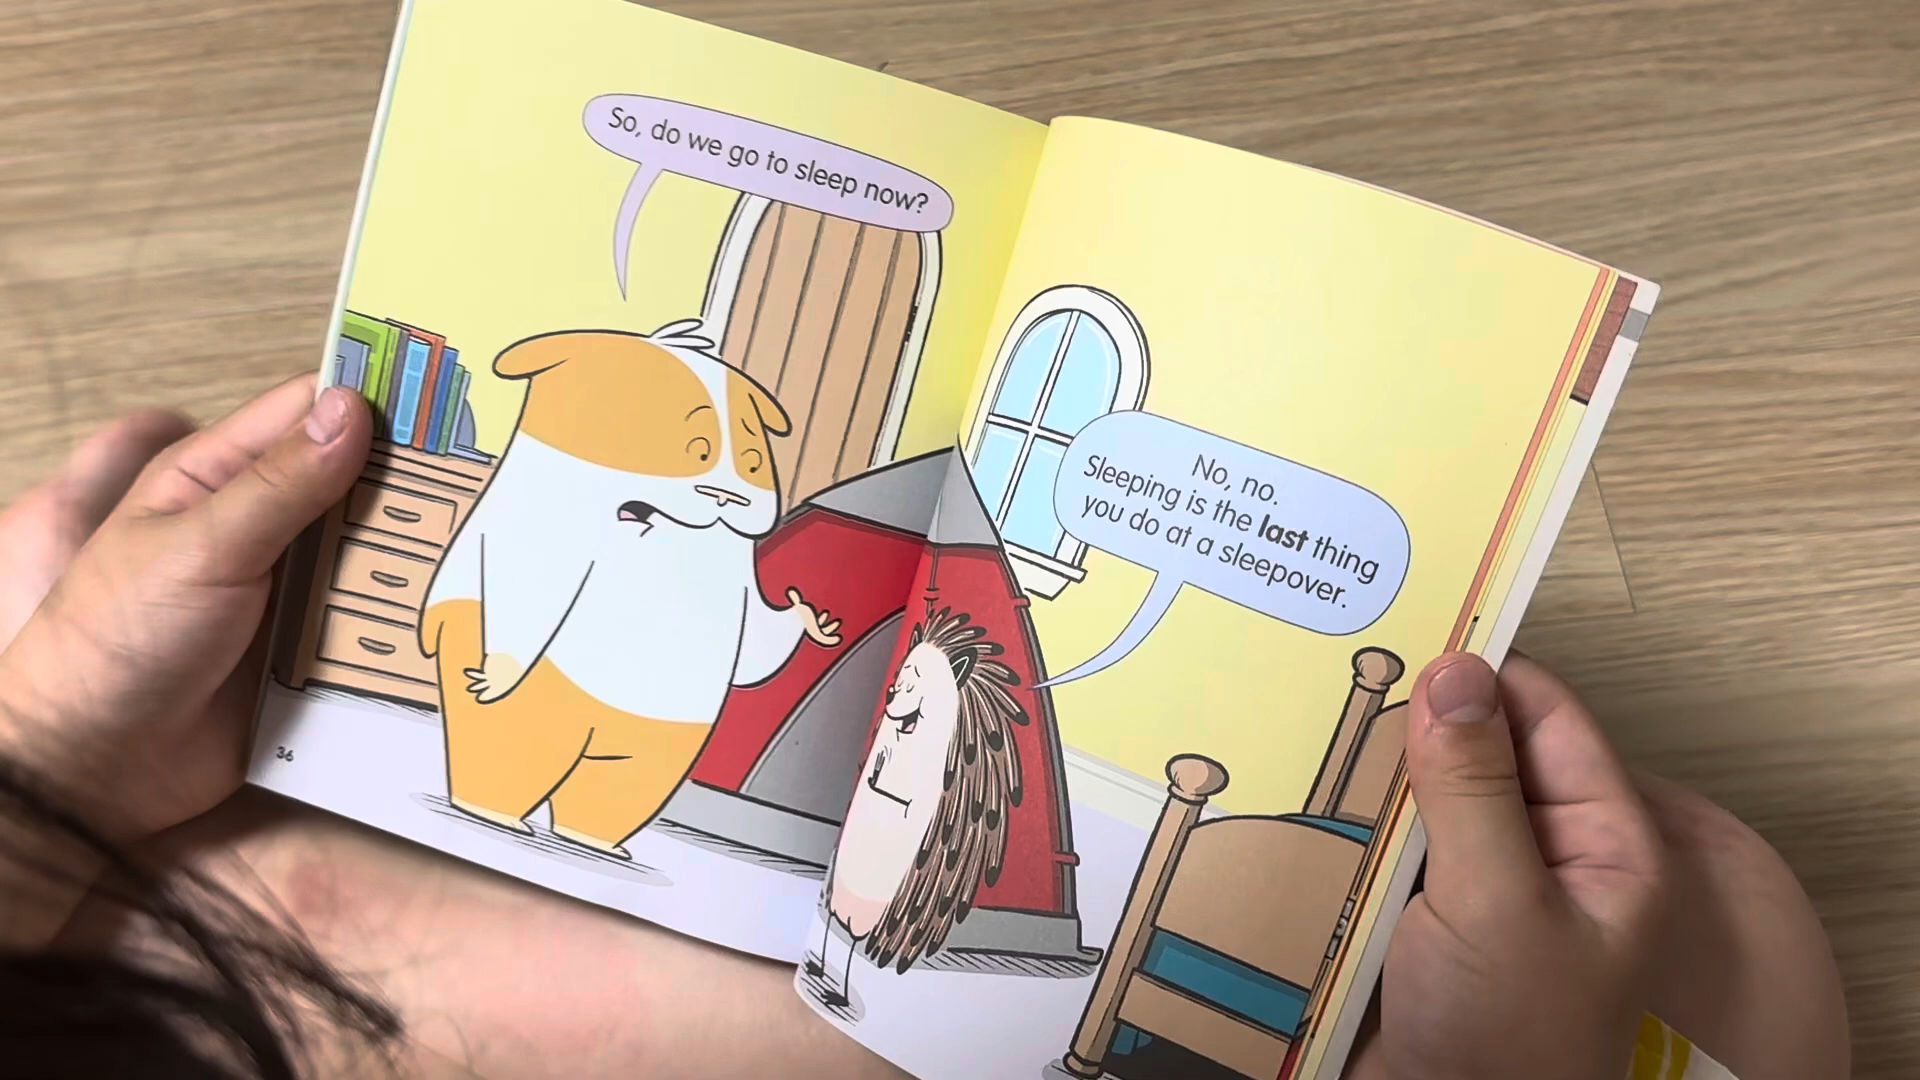 So, do we go to sleep now?
No, no.
Sleeping is the last thing
you do at a sleepover.
36